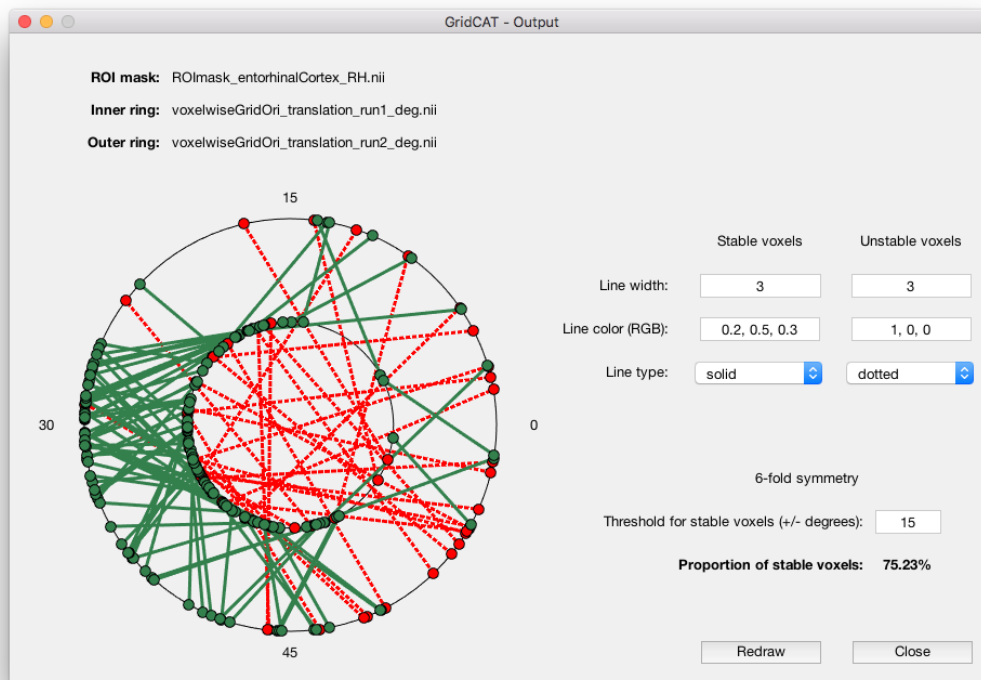 GridCAT - Output
ROI mask: ROImask_entorhinalCortex_RH.nii
Inner ring: voxelwiseGridOri_translation_run1_deg.nii
Outer ring: voxelwiseGridOri_translation_run2_deg.nii
15
30
0
45
Stable voxels Unstable voxels
Line width: 3 3
Line color (RGB): 0.2, 0.5, 0.3 1, 0, 0
Line type: solid dotted
6-fold symmetry
Threshold for stable voxels (+/- degrees): 15
Proportion of stable voxels: 75.23%
Redraw Close